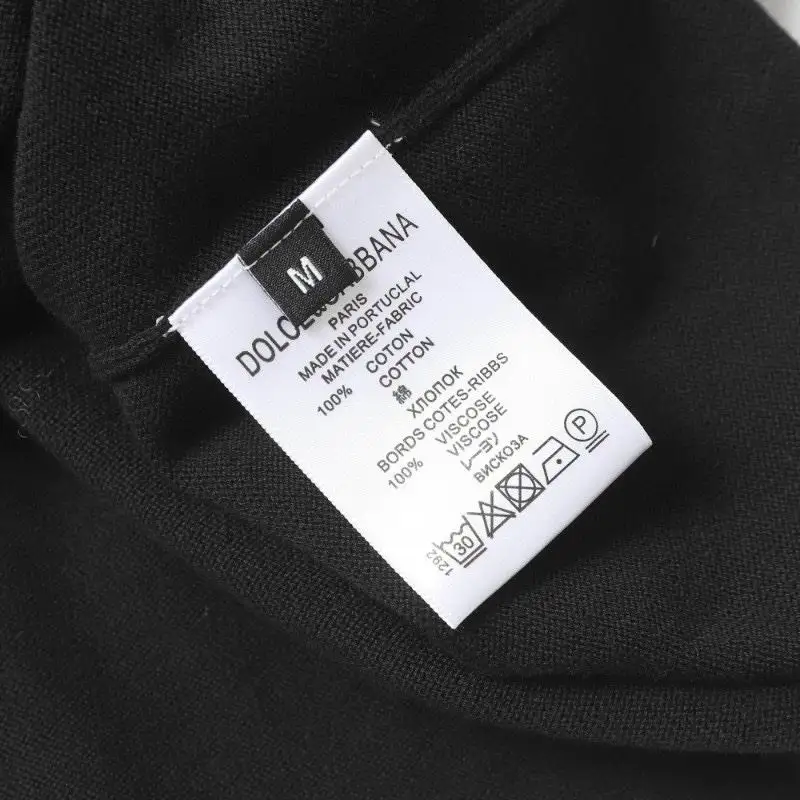 M
DOLCE&GABBANA
PARIS
MADE IN PORTUCLAL
MATIERE-FABRIC
100% COTON
COTTON
綿
ХЛОПОК
BORDS COTES-RIBBS
100% VISCOSE
VISCOSE
レーヨン
ВИСКОЗА
1292
30
P